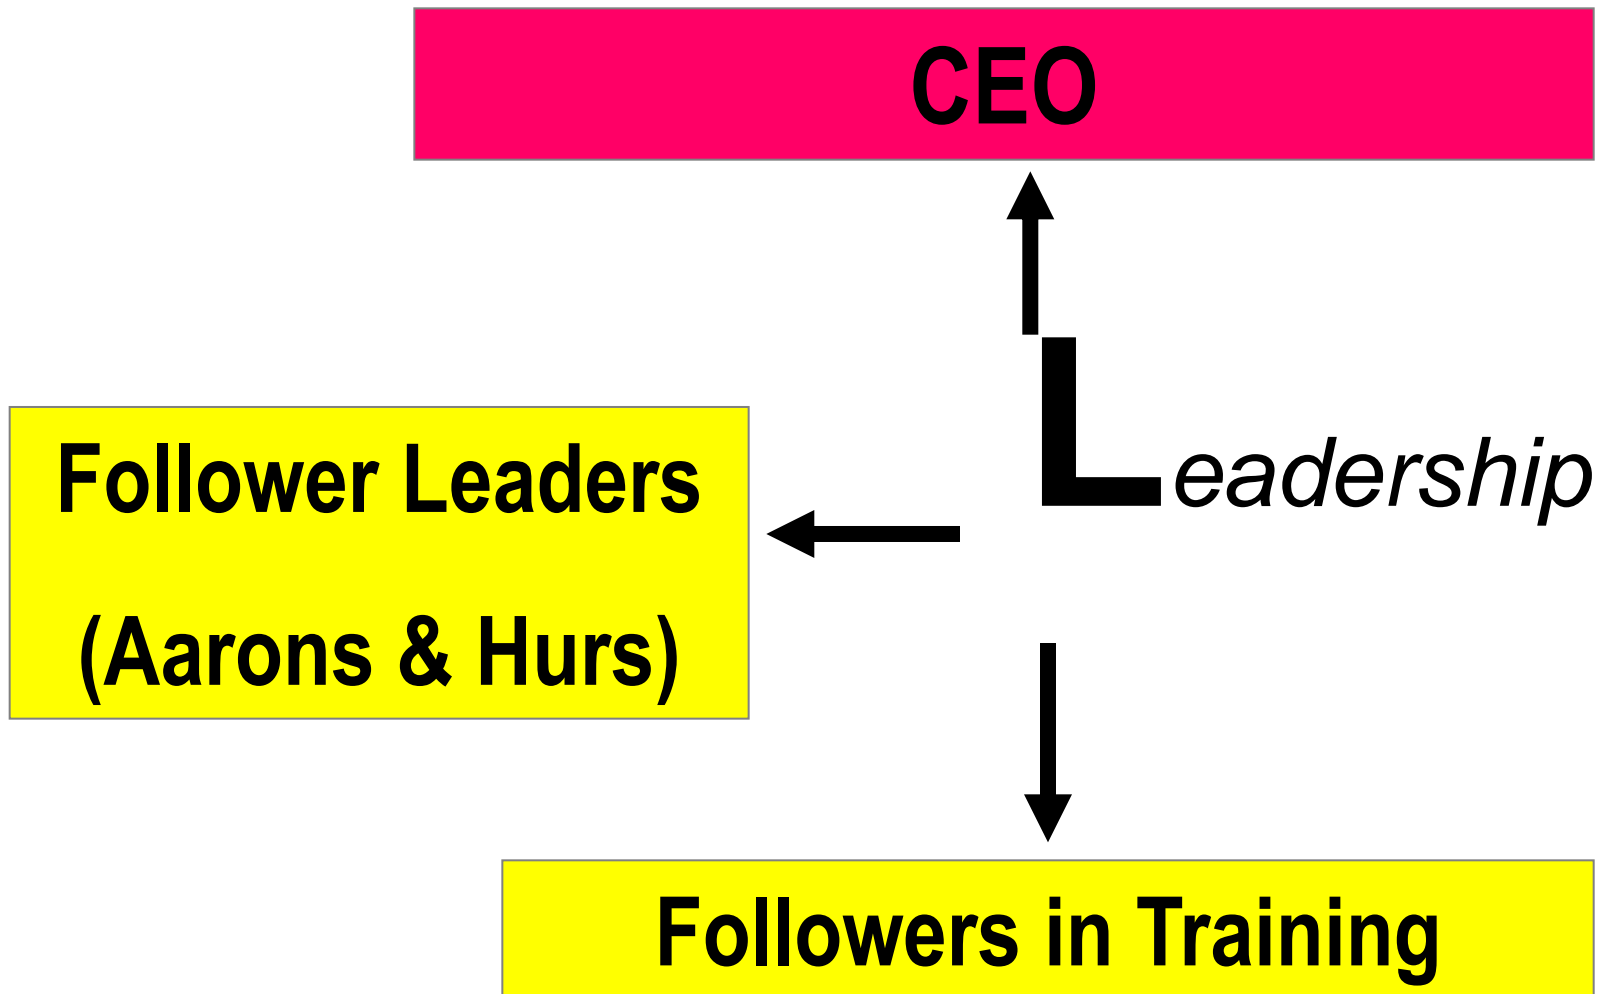 CEO
Leadership
Follower Leaders
(Aarons & Hurs)
Followers in Training